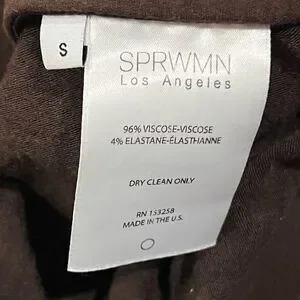 S
SPRWMN
Los Angeles
96% VISCOSE-VISCOSE
4% ELASTANE-ÉLASTHANNE
DRY CLEAN ONLY
RN 153258
MADE IN THE U.S.